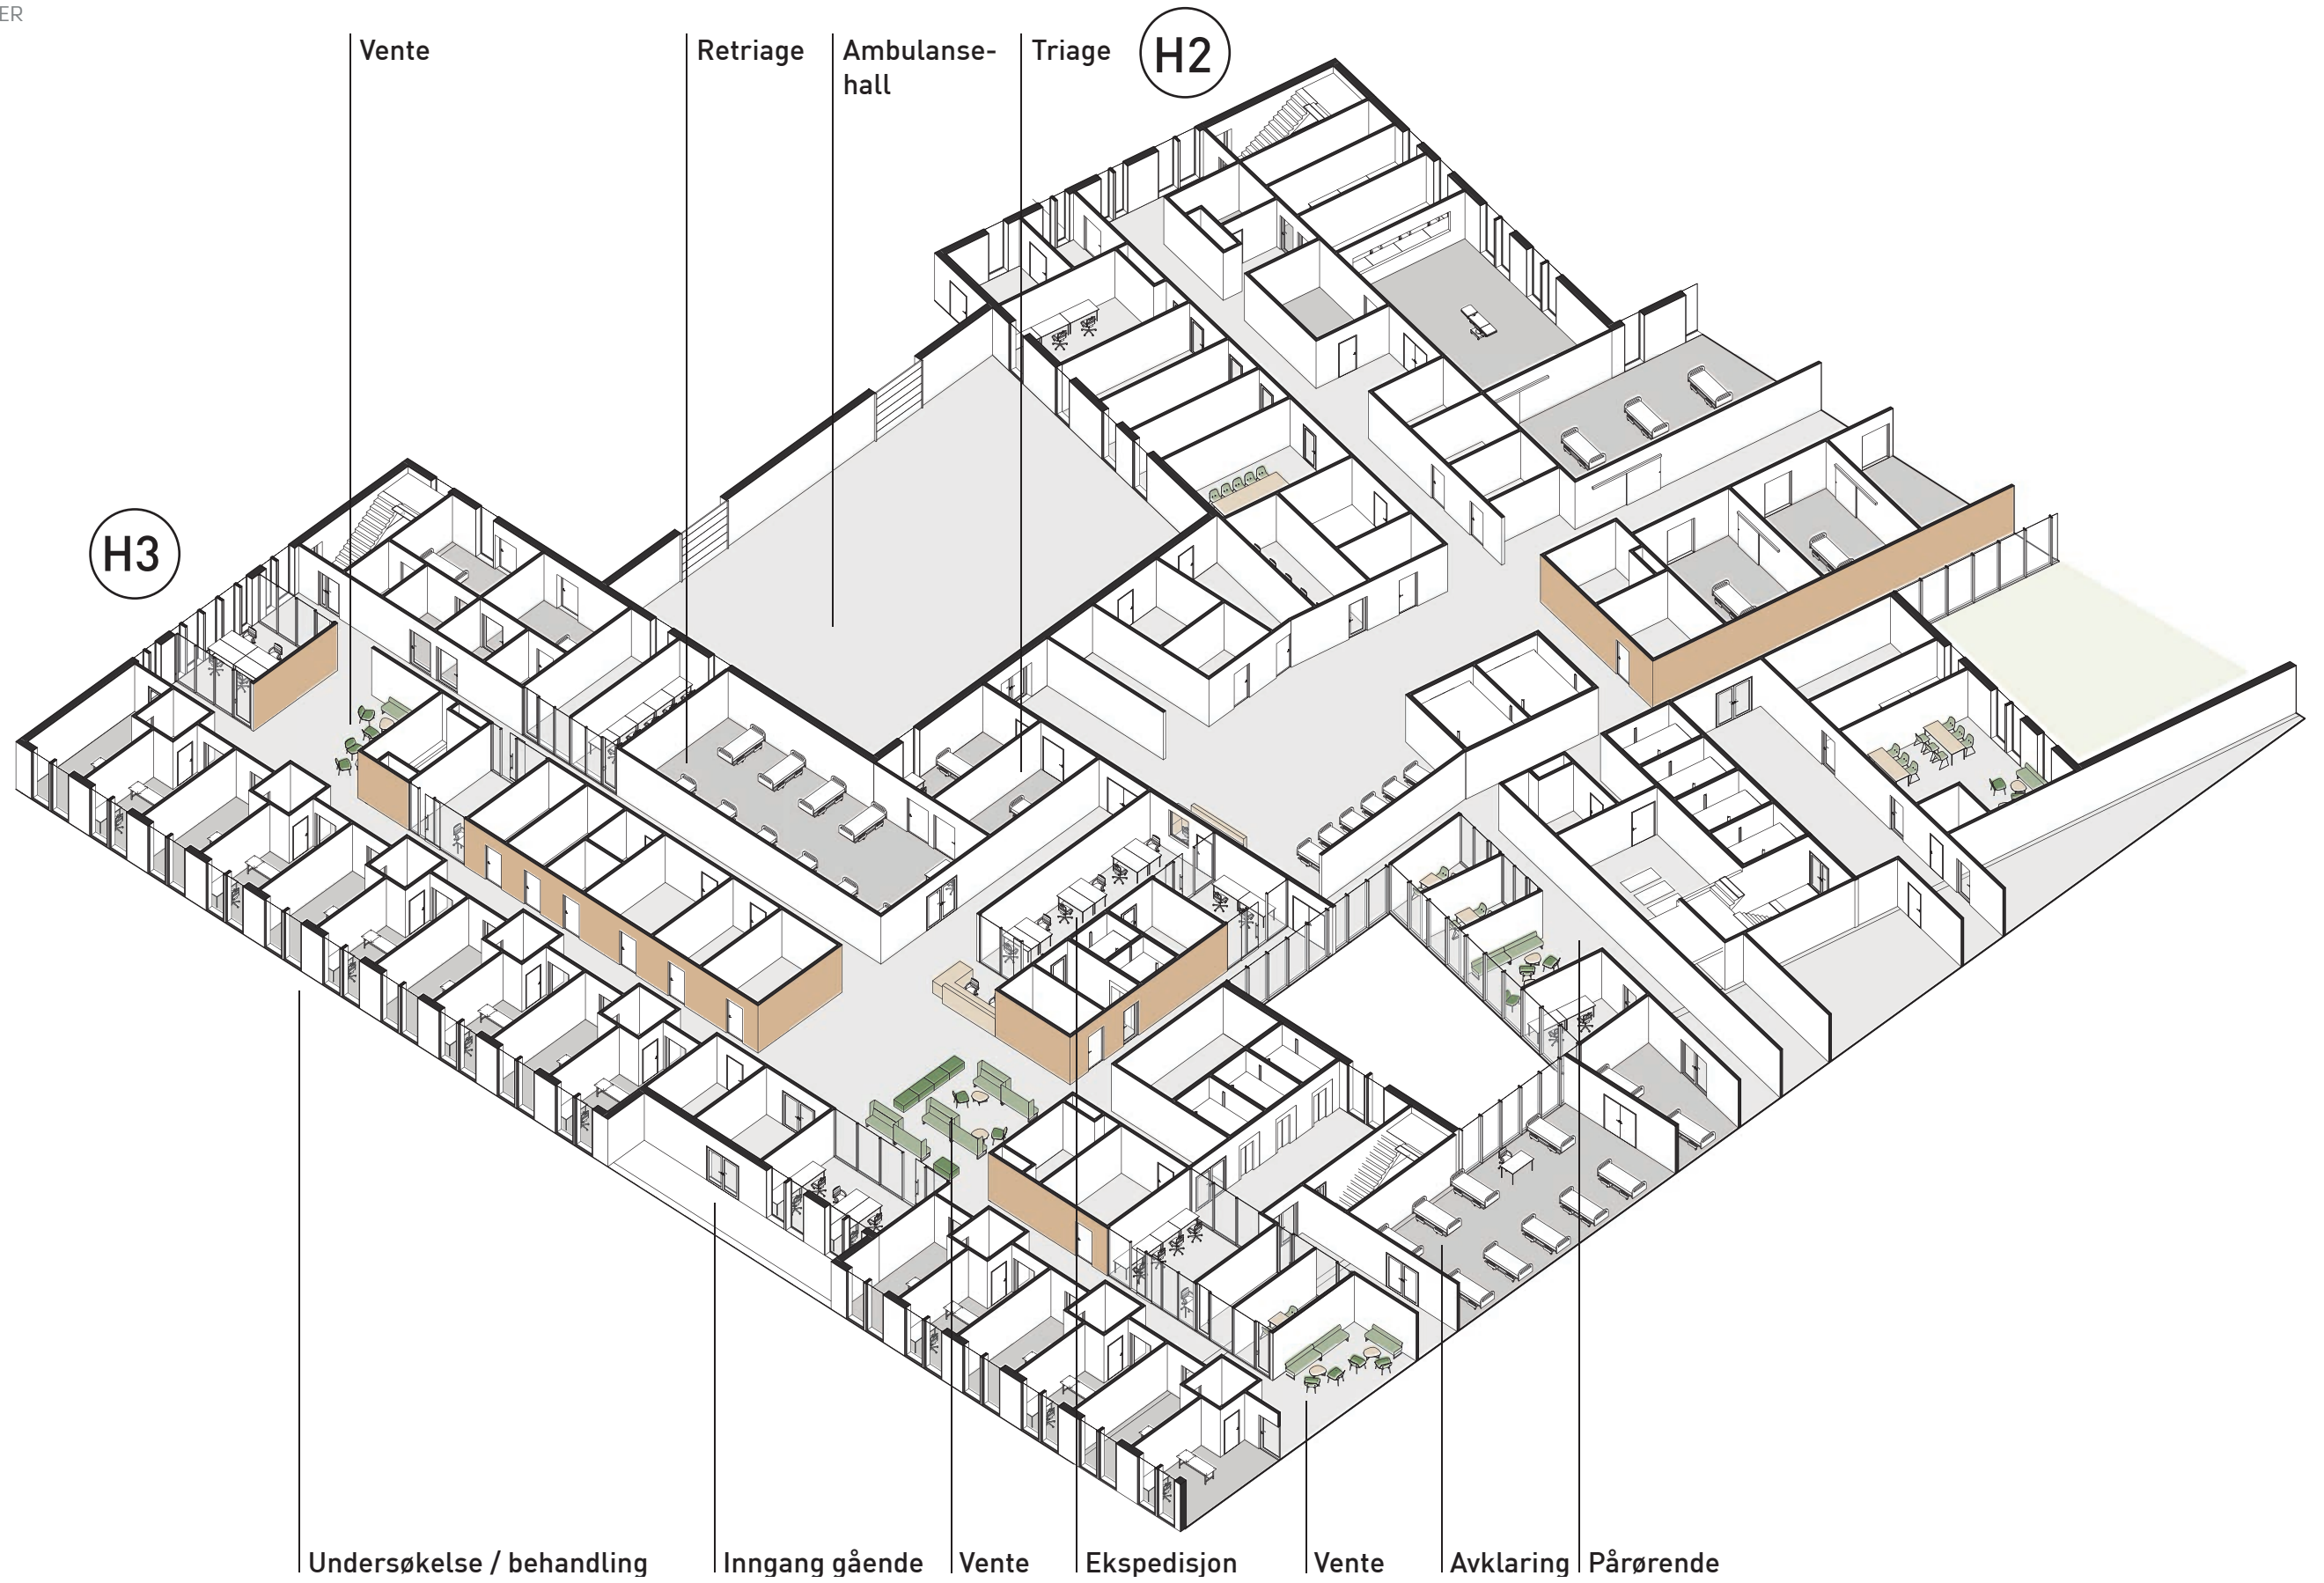 ER
Vente
Retriage
Ambulanse-
hall
Triage
H2
H3
Undersøkelse / behandling
Inngang gående
Vente
Ekspedisjon
Vente
Avklaring
Pårørende